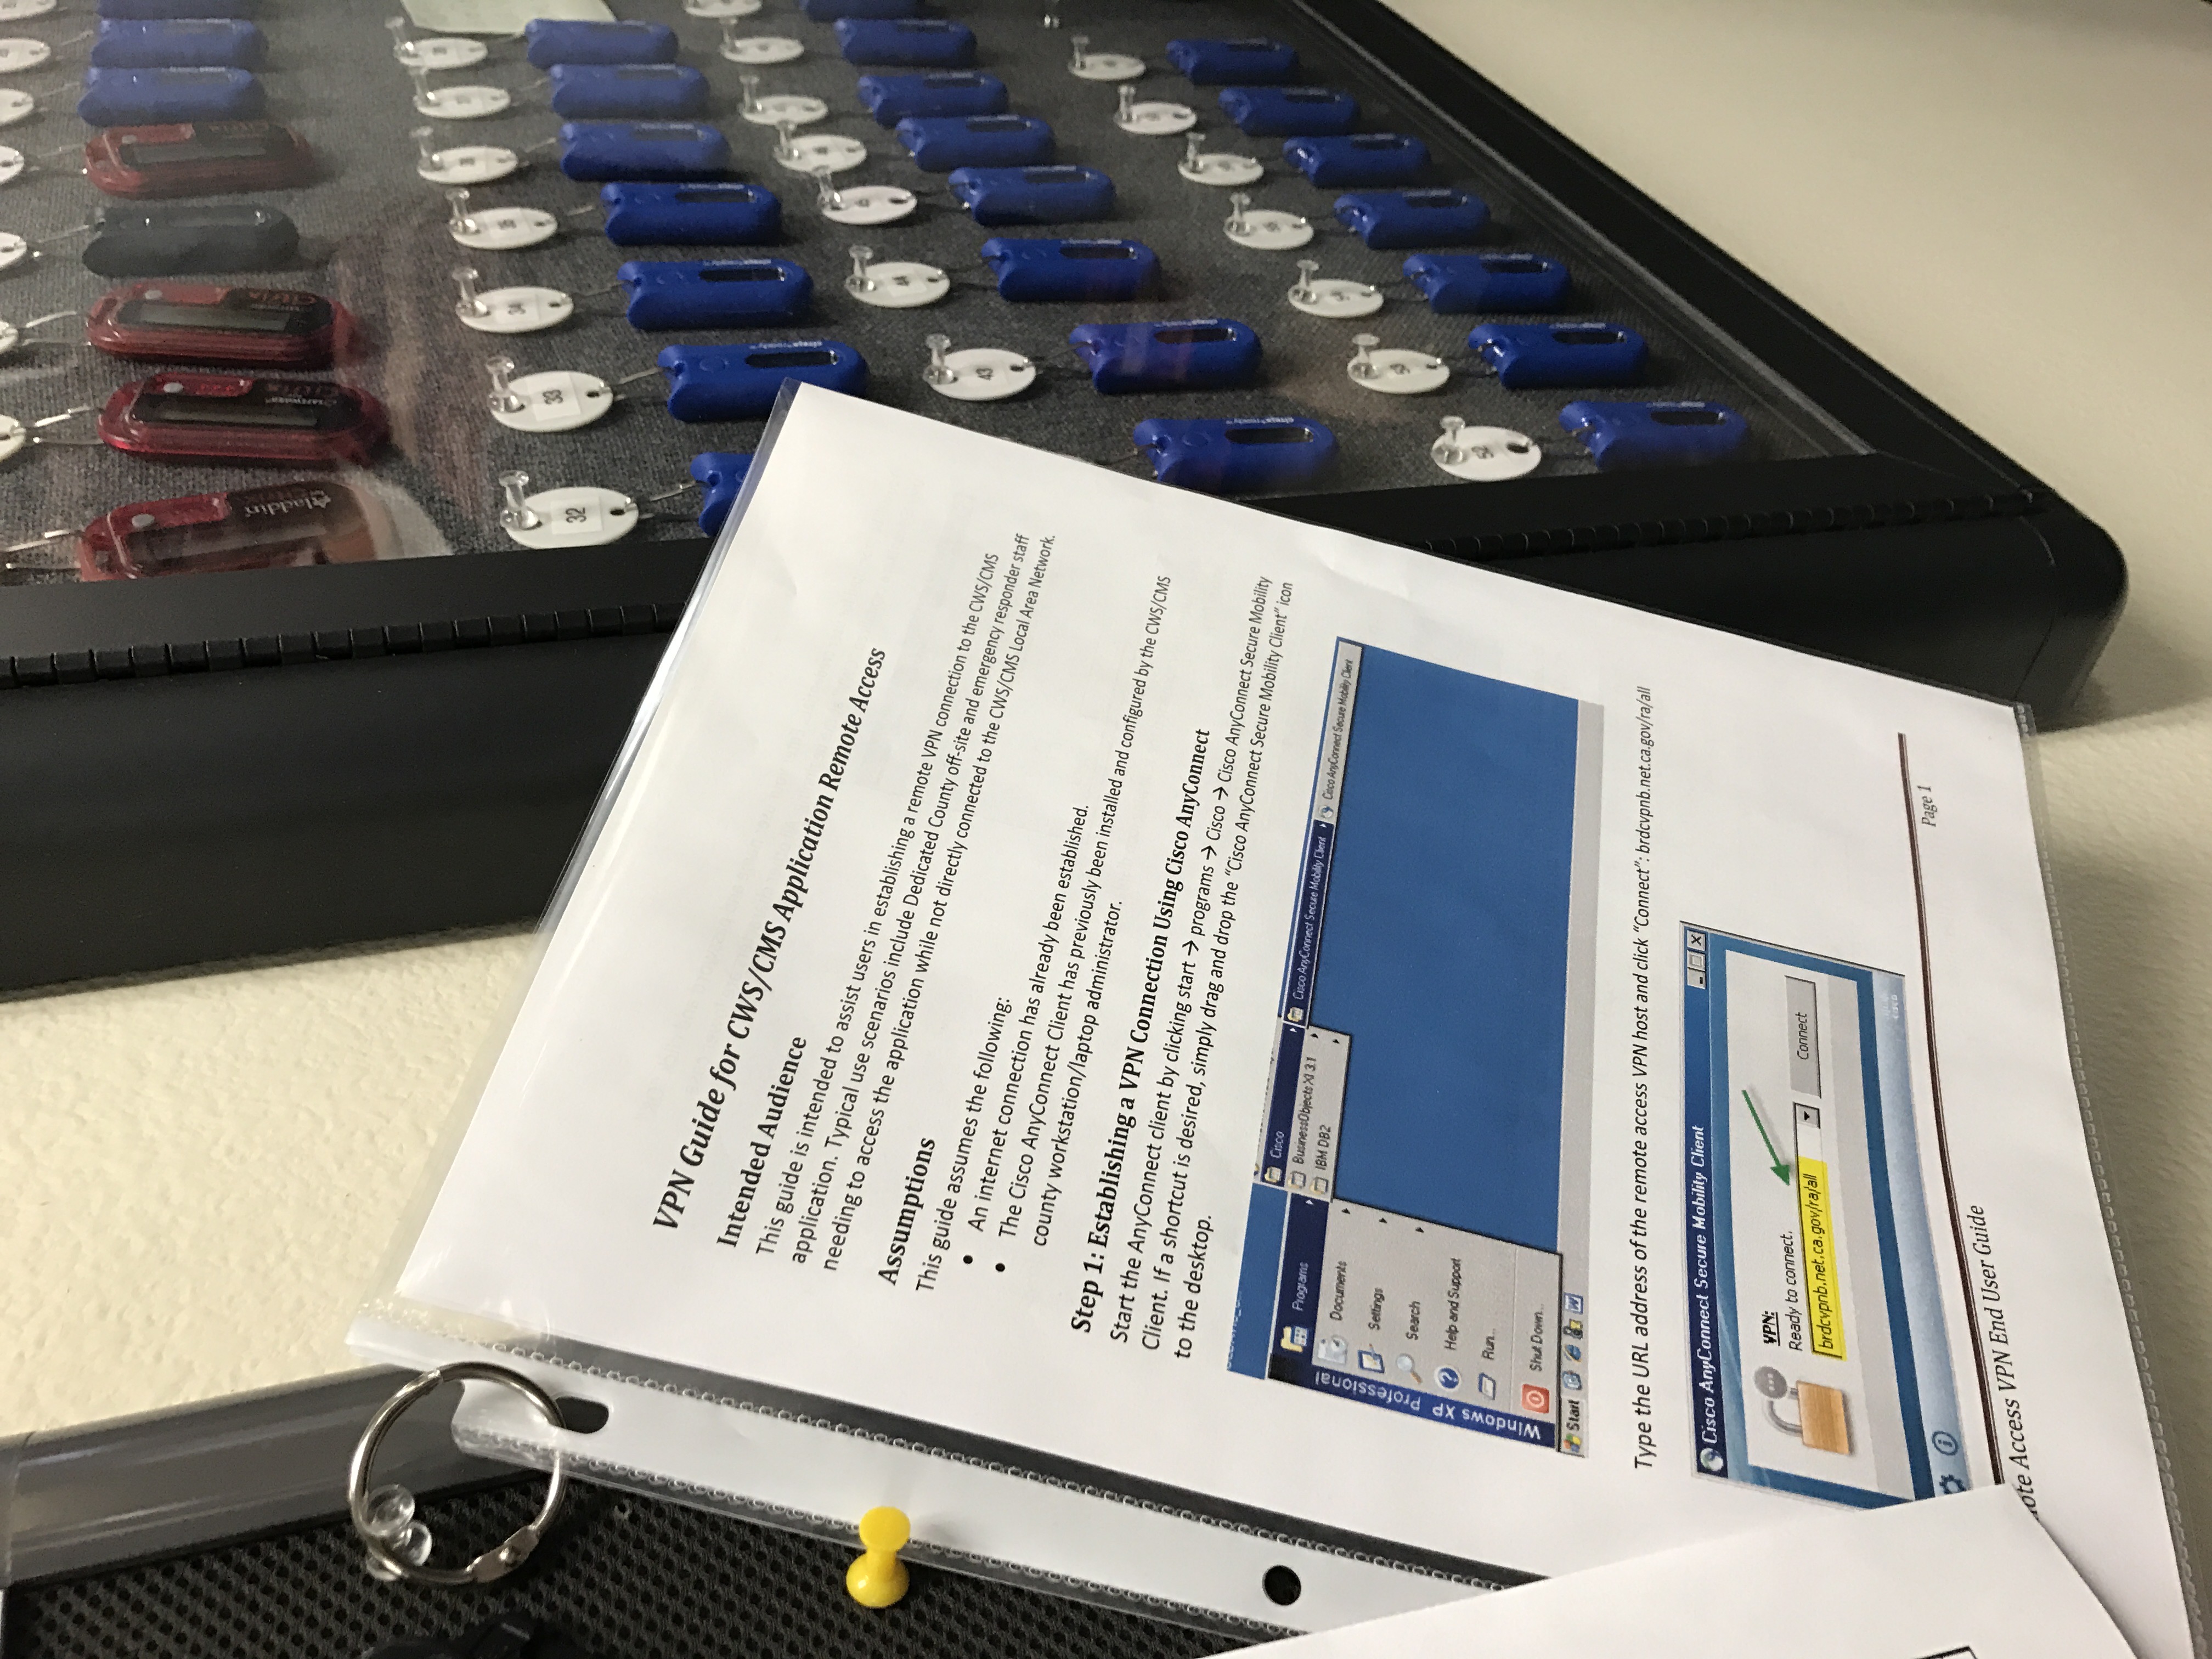 VPN Guide for CWS/CMS Application Remote Access
Intended Audience
This guide is intended to assist users in establishing a remote VPN connection to the CWS/CMS
application. Typical use scenarios include Dedicated County off-site and emergency responder staff
needing to access the application while not directly connected to the CWS/CMS Local Area Network.
Assumptions
This guide assumes the following:
• An internet connection has already been established.
• The Cisco AnyConnect Client has previously been installed and configured by the CWS/CMS
county workstation/laptop administrator.
Step 1: Establishing a VPN Connection Using Cisco AnyConnect
Start the AnyConnect client by clicking start → programs → Cisco → Cisco AnyConnect Secure Mobility
Client. If a shortcut is desired, simply drag and drop the “Cisco AnyConnect Secure Mobility Client” icon
to the desktop.
Programs
Documents
Settings
Search
Help and Support
Run...
Shut Down...
Windows XP Professional
Start
Cisco
BusinessObjects XI 3.1
IBM DB2
Cisco AnyConnect Secure Mobility Client
Cisco AnyConnect Secure Mobility Client
Type the URL address of the remote access VPN host and click “Connect”: brdcvpnb.net.ca.gov/ra/all
Cisco AnyConnect Secure Mobility Client
VPN:
Ready to connect.
brdcvpnb.net.ca.gov/ra/all
Connect
Page 1
ote Access VPN End User Guide
Aladdin
32
33
34
35
43
44
52
53